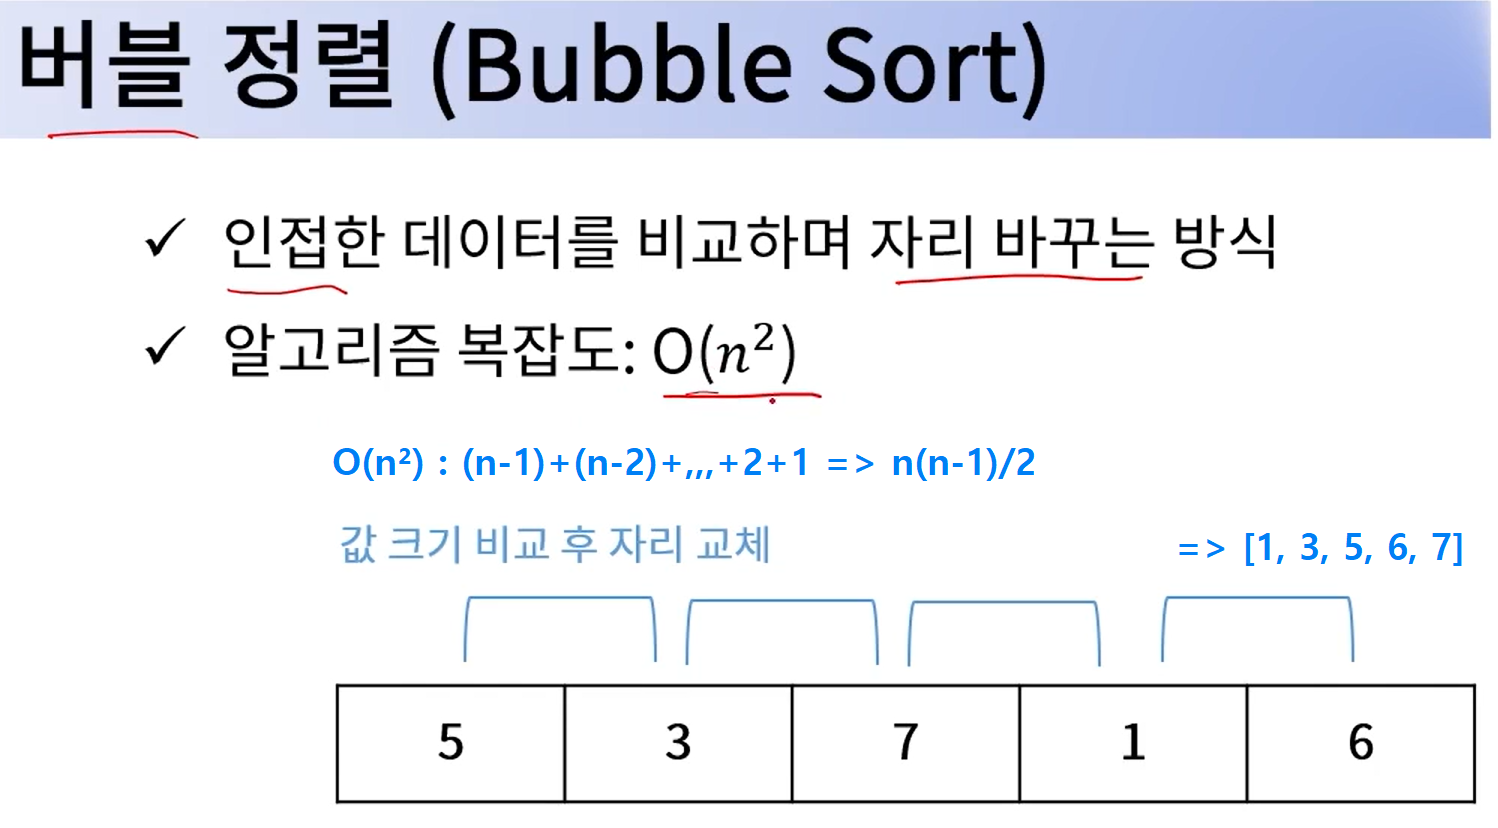 버블 정렬 (Bubble Sort)
✓ 인접한 데이터를 비교하며 자리 바꾸는 방식
✓ 알고리즘 복잡도: O(𝑛²)
O(n²) : (n-1)+(n-2)+,,,+2+1 => n(n-1)/2
값 크기 비교 후 자리 교체
=> [1, 3, 5, 6, 7]
5 3 7 1 6